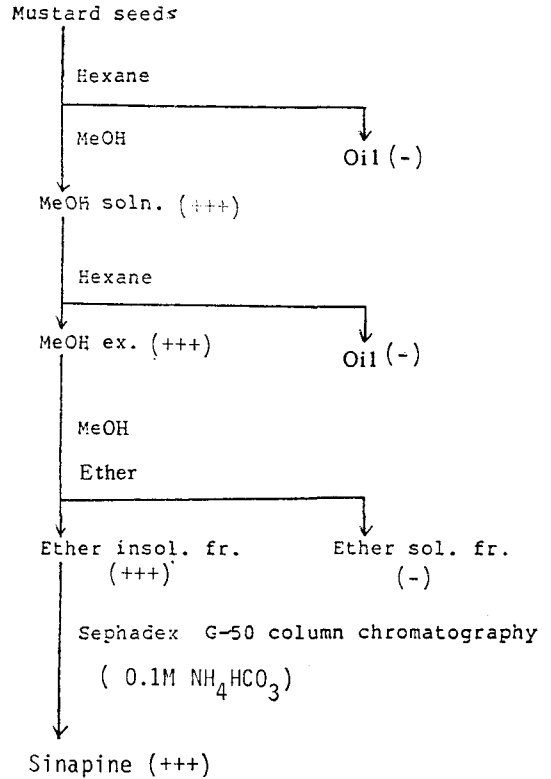 Mustard seeds
Hexane
MeOH
Oil (-)
MeOH soln. (+++)
Hexane
MeOH ex. (+++)
Oil (-)
MeOH
Ether
Ether insol. fr.
(+++)
Ether sol. fr.
(-)
Sephadex G-50 column chromatography
( 0.1M NH₄HCO₃)
Sinapine (+++)